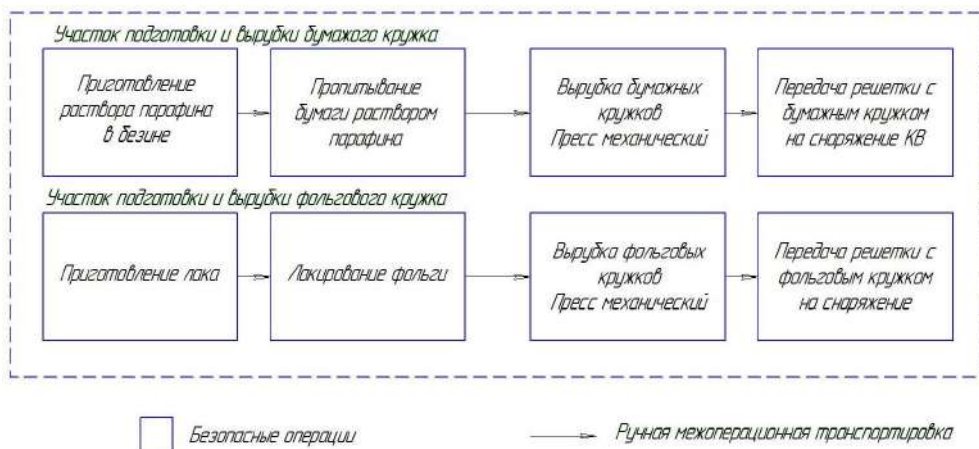 Участок подготовки и вырубки бумажого кружка
Приготовление
раствора парафина
в безине
Пропитывание
бумаги раствором
парафина
Вырубка бумажных
кружков
Пресс механический
Передача решетки с
бумажным кружком
на снаряжение КВ
Участок подготовки и вырубки фольгового кружка
Приготовление лака
Лакирование фольги
Вырубка фольговых
кружков
Пресс механический
Передача решетки с
фольговым кружком
на снаряжение
Безопасные операции
Ручная межоперационная транспортировка